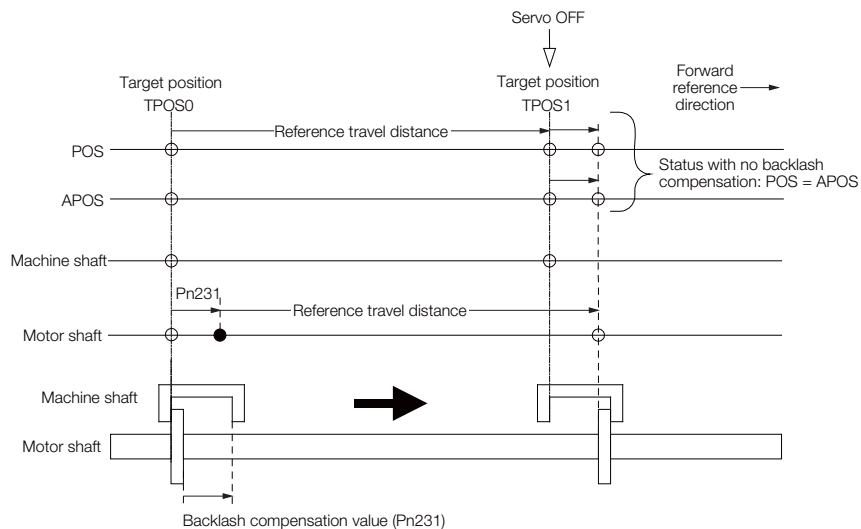 Servo OFF
Target position
TPOS0
Target position
TPOS1
Forward
reference
direction
Reference travel distance
POS
Status with no backlash
compensation: POS = APOS
APOS
Machine shaft
Pn231
Reference travel distance
Motor shaft
Machine shaft
Motor shaft
Backlash compensation value (Pn231)